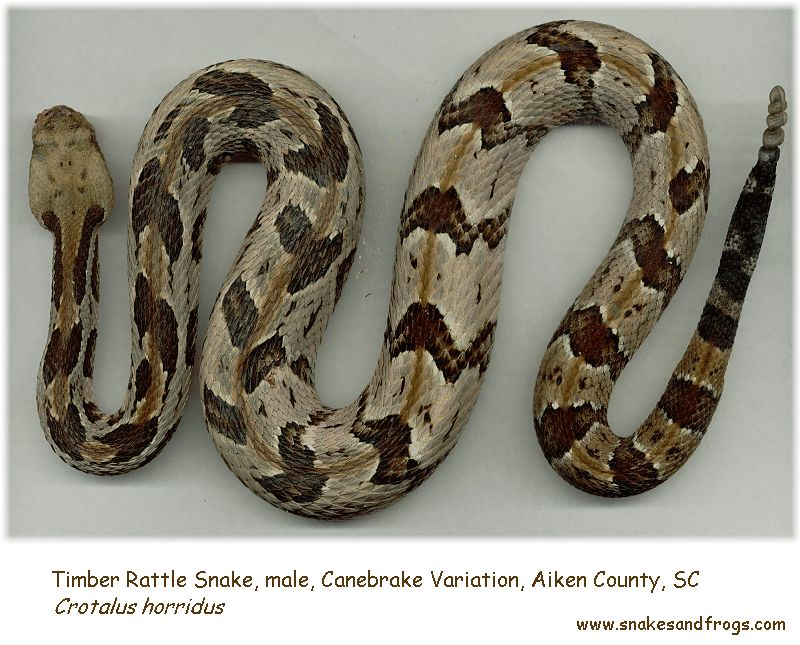 Timber Rattle Snake, male, Canebrake Variation, Aiken County, SC
Crotalus horridus
www.snakesandfrogs.com